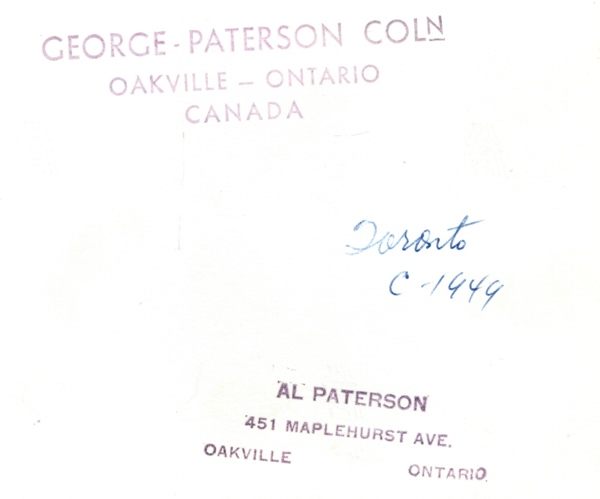 GEORGE-PATERSON COLN
OAKVILLE — ONTARIO
CANADA
Toronto
C-1949
AL PATERSON
451 MAPLEHURST AVE.
OAKVILLE ONTARIO